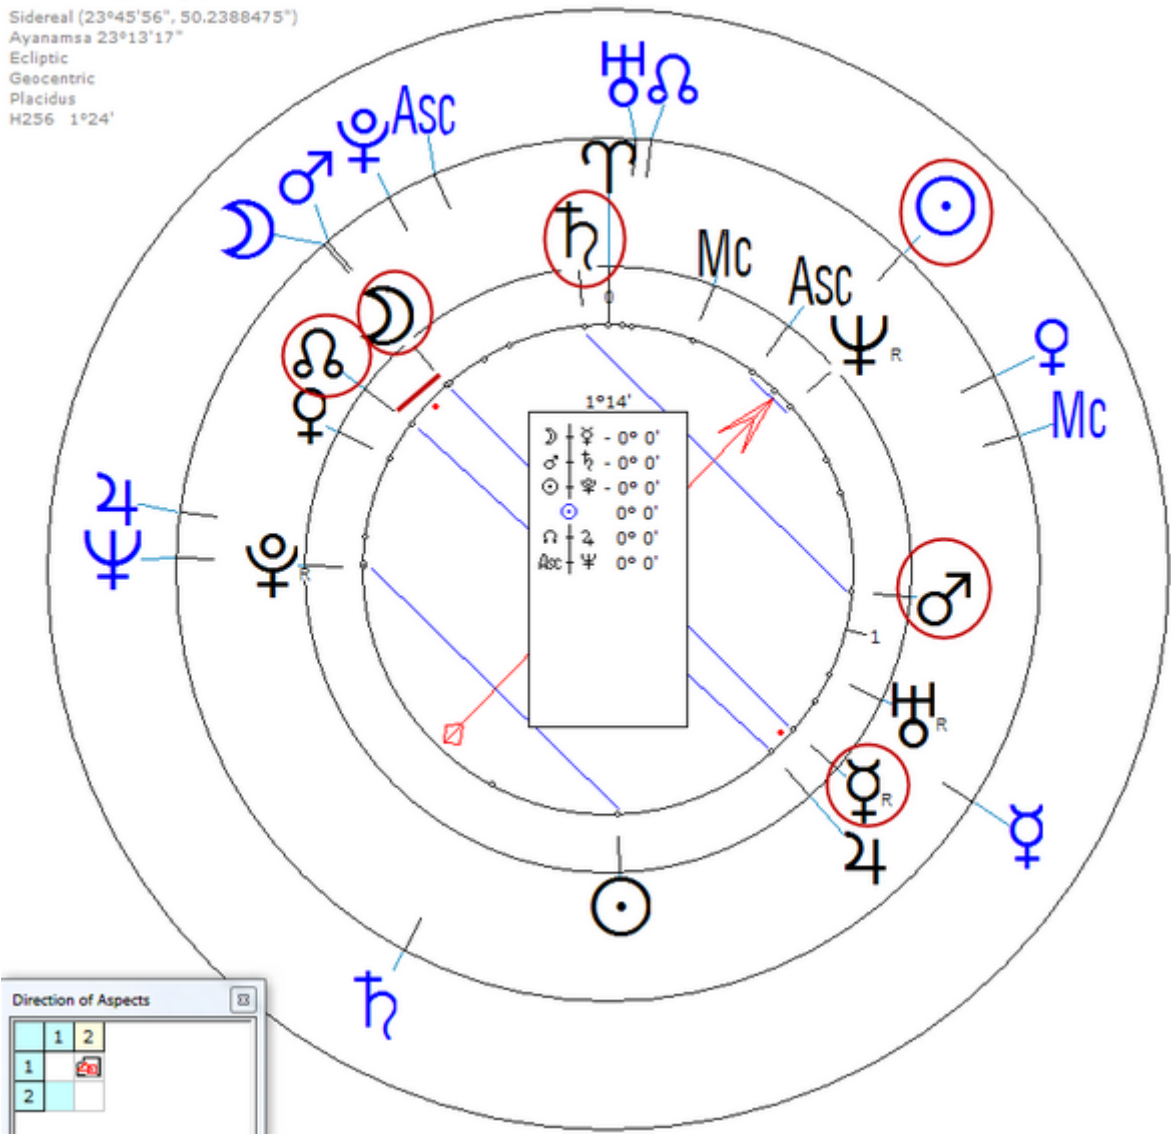 Sidereal (23°45'56", 50.2388475")
Ayanamsa 23°13'17"
Ecliptic
Geocentric
Placidus
H256 1°24'
♅ ☊
♂ ♇ Asc
☽
♈
☉
♄
Mc
Asc
♆ R
☽
☊
♀
♀
Mc
0
1°14'
☽ ┼ ☿ - 0° 0'
♂ ┼ ♄ - 0° 0'
☉ ┼ ♇ - 0° 0'
☉ 0° 0'
☊ ┼ ♃ 0° 0'
Asc ┼ ♆ 0° 0'
♃
♆
♇ R
♂
1
♅ R
☿ R
♃
☿
☉
♄
Direction of Aspects
1 2
1
2